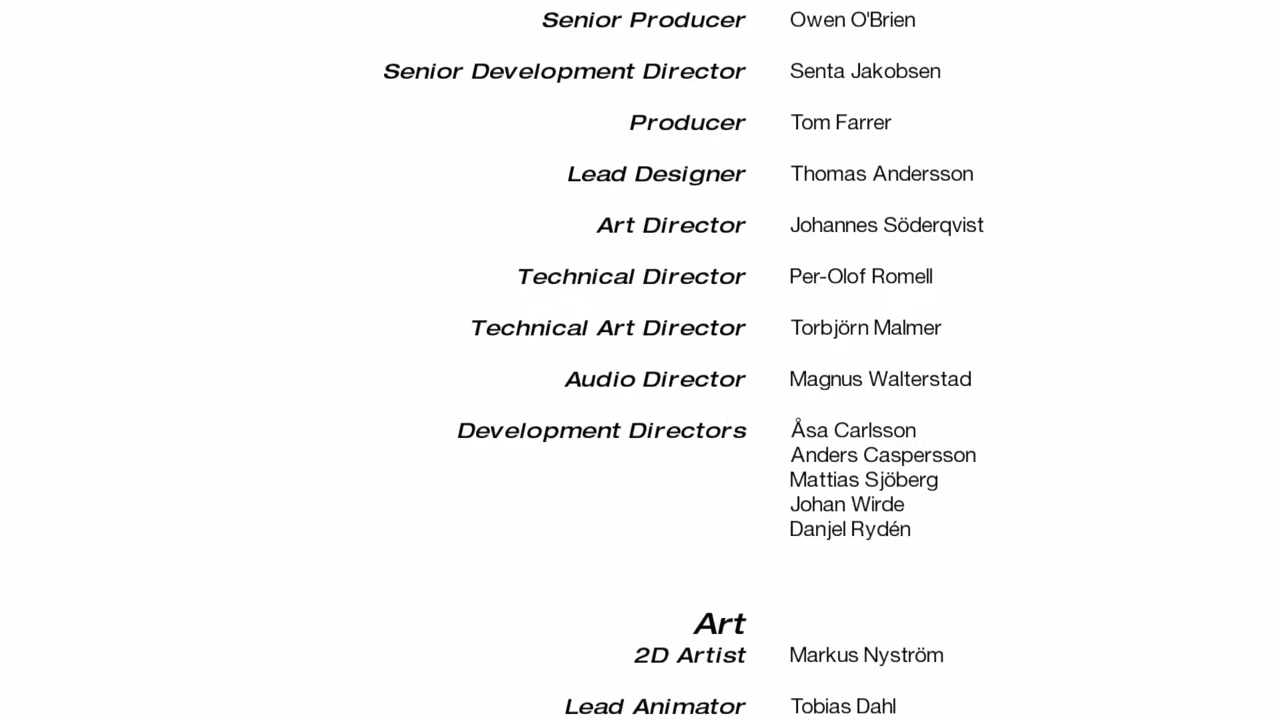 Senior Producer Owen O'Brien
Senior Development Director Senta Jakobsen
Producer Tom Farrer
Lead Designer Thomas Andersson
Art Director Johannes Söderqvist
Technical Director Per-Olof Romell
Technical Art Director Torbjörn Malmer
Audio Director Magnus Walterstad
Development Directors Åsa Carlsson
Anders Caspersson
Mattias Sjöberg
Johan Wirde
Danjel Rydén
Art
2D Artist Markus Nyström
Lead Animator Tobias Dahl